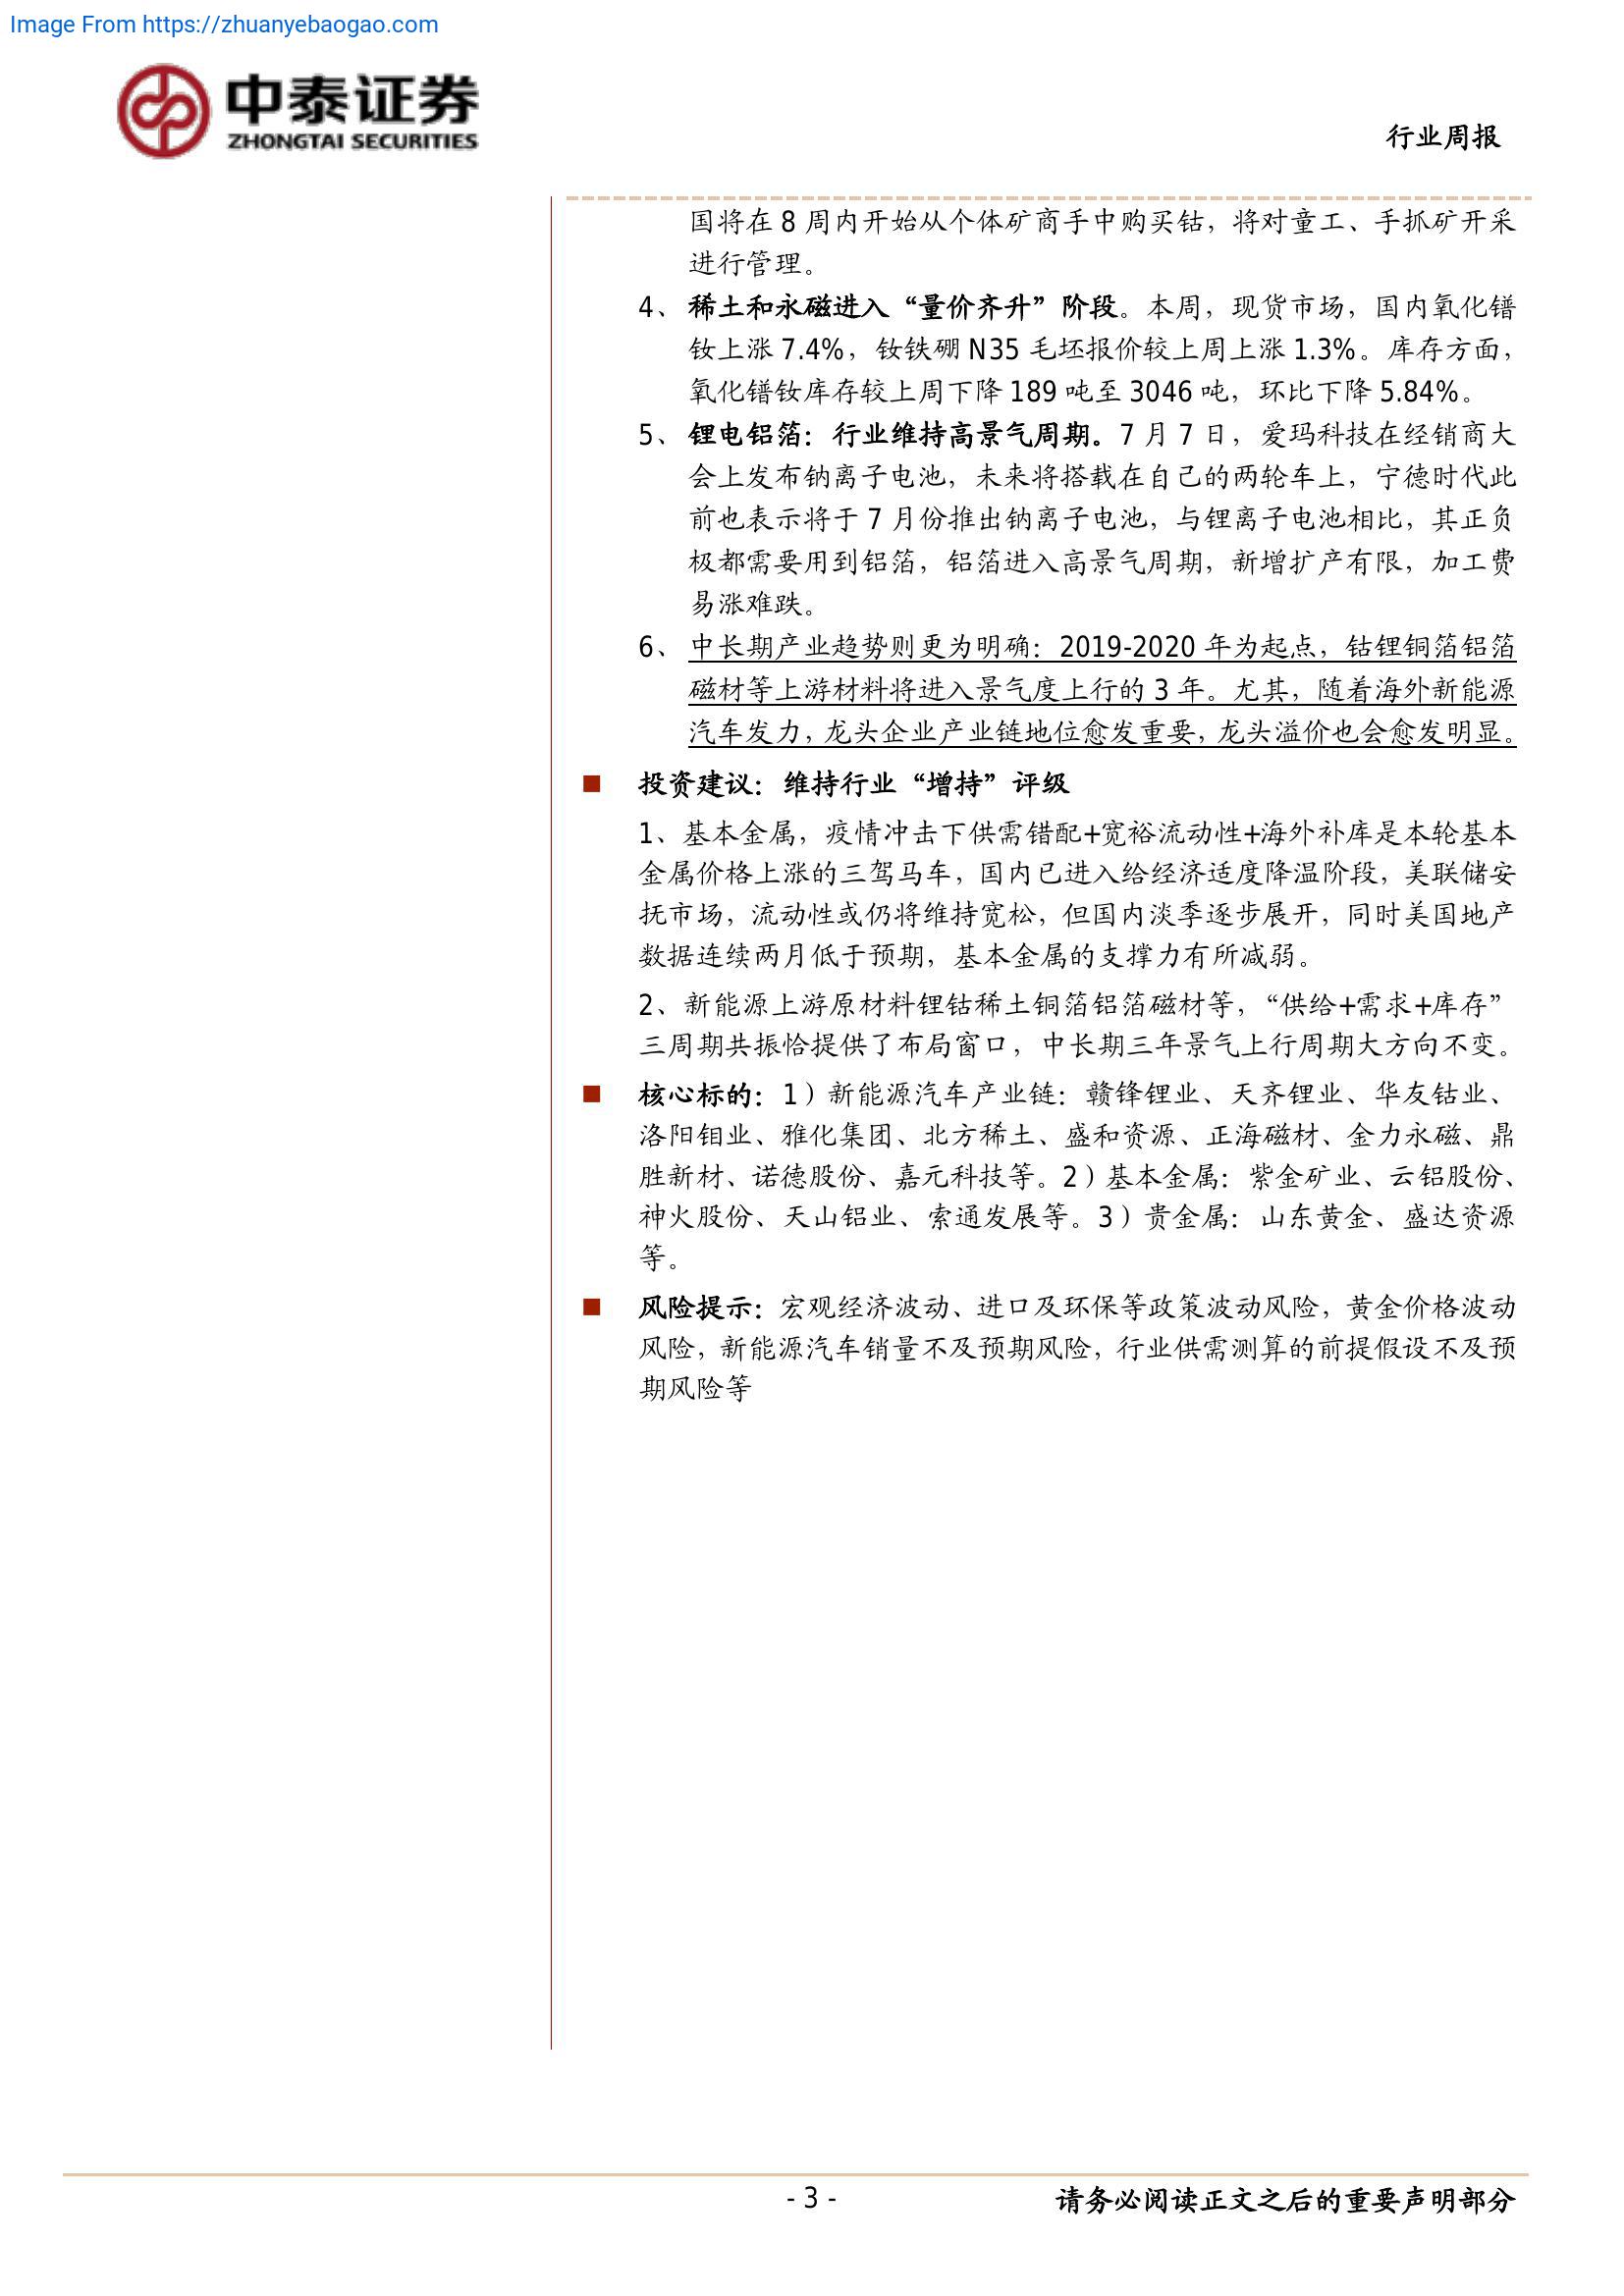 Image From https://zhuanyebaogao.com
中泰证券
ZHONGTAI SECURITIES
行业周报
国将在 8 周内开始从个体矿商手中购买钴，将对童工、手抓矿开采
进行管理。
4、稀土和永磁进入“量价齐升”阶段。本周，现货市场，国内氧化镨
钕上涨 7.4%，钕铁硼 N35 毛坯报价较上周上涨 1.3%。库存方面，
氧化镨钕库存较上周下降 189 吨至 3046 吨，环比下降 5.84%。
5、锂电铝箔：行业维持高景气周期。7 月 7 日，爱玛科技在经销商大
会上发布钠离子电池，未来将搭载在自己的两轮车上，宁德时代此
前也表示将于 7 月份推出钠离子电池，与锂离子电池相比，其正负
极都需要用到铝箔，铝箔进入高景气周期，新增扩产有限，加工费
易涨难跌。
6、中长期产业趋势则更为明确：2019-2020 年为起点，钴锂铜箔铝箔
磁材等上游材料将进入景气度上行的 3 年。尤其，随着海外新能源
汽车发力，龙头企业产业链地位愈发重要，龙头溢价也会愈发明显。
■ 投资建议：维持行业“增持”评级
1、基本金属，疫情冲击下供需错配+宽裕流动性+海外补库是本轮基本
金属价格上涨的三驾马车，国内已进入给经济适度降温阶段，美联储安
抚市场，流动性或仍将维持宽松，但国内淡季逐步展开，同时美国地产
数据连续两月低于预期，基本金属的支撑力有所减弱。
2、新能源上游原材料锂钴稀土铜箔铝箔磁材等，“供给+需求+库存”
三周期共振恰提供了布局窗口，中长期三年景气上行周期大方向不变。
■ 核心标的：1）新能源汽车产业链：赣锋锂业、天齐锂业、华友钴业、
洛阳钼业、雅化集团、北方稀土、盛和资源、正海磁材、金力永磁、鼎
胜新材、诺德股份、嘉元科技等。2）基本金属：紫金矿业、云铝股份、
神火股份、天山铝业、索通发展等。3）贵金属：山东黄金、盛达资源
等。
■ 风险提示：宏观经济波动、进口及环保等政策波动风险，黄金价格波动
风险，新能源汽车销量不及预期风险，行业供需测算的前提假设不及预
期风险等
- 3 -
请务必阅读正文之后的重要声明部分